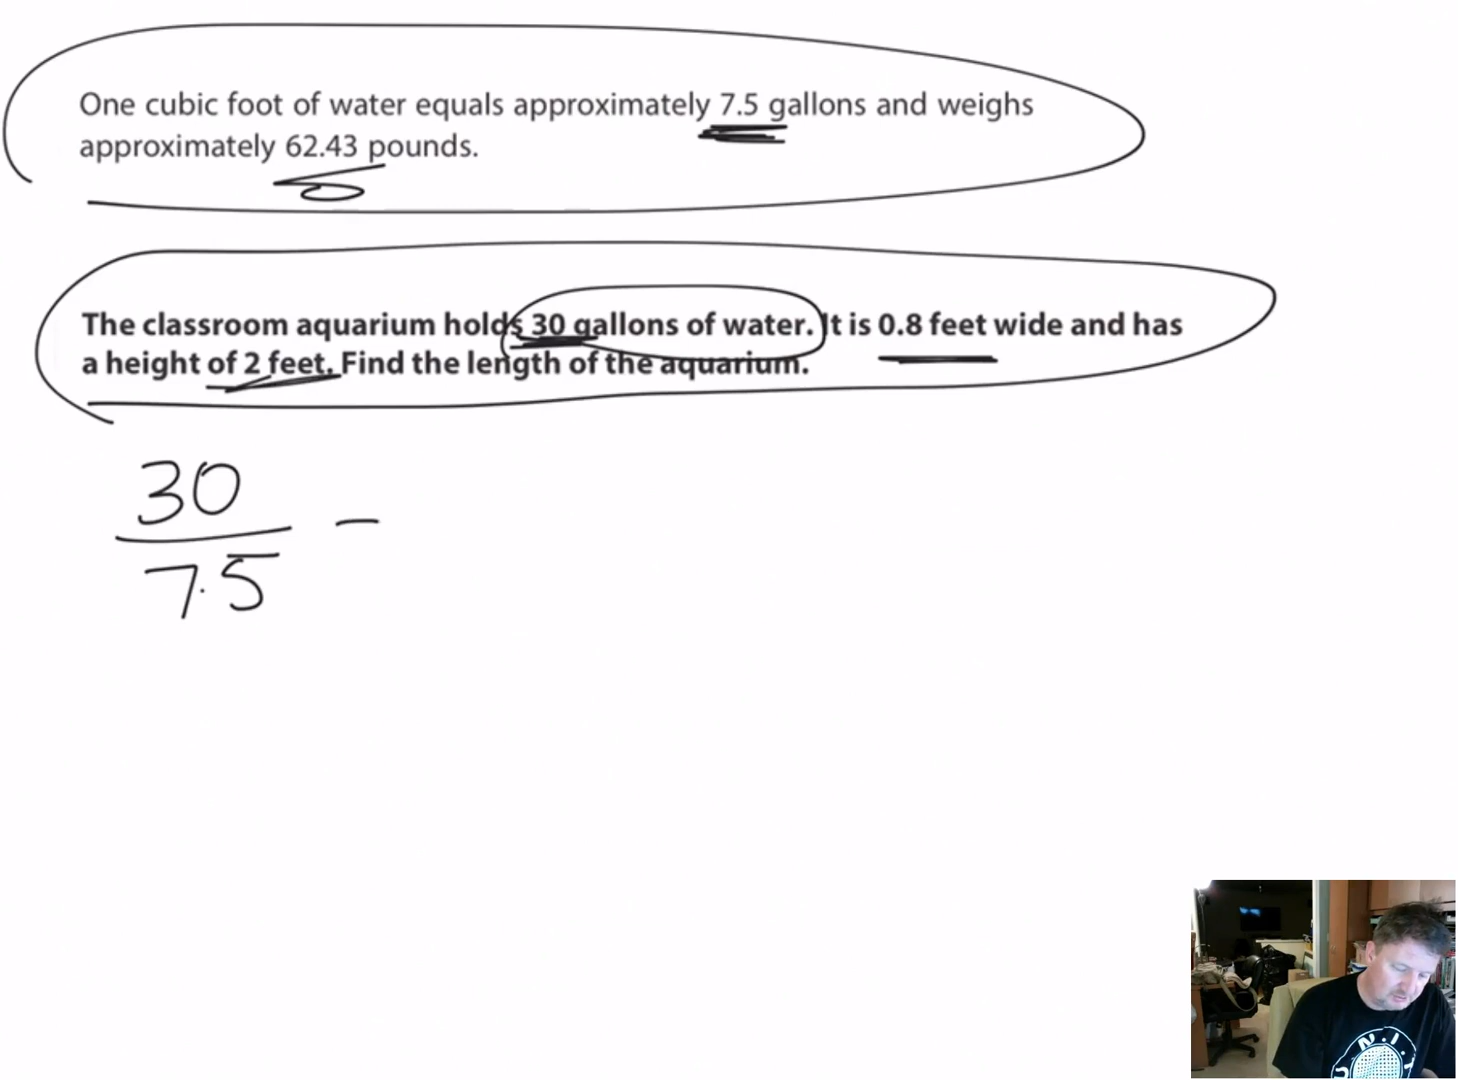 One cubic foot of water equals approximately 7.5 gallons and weighs
approximately 62.43 pounds.
The classroom aquarium holds 30 gallons of water. It is 0.8 feet wide and has
a height of 2 feet. Find the length of the aquarium.
30
7.5
U.N.I.T